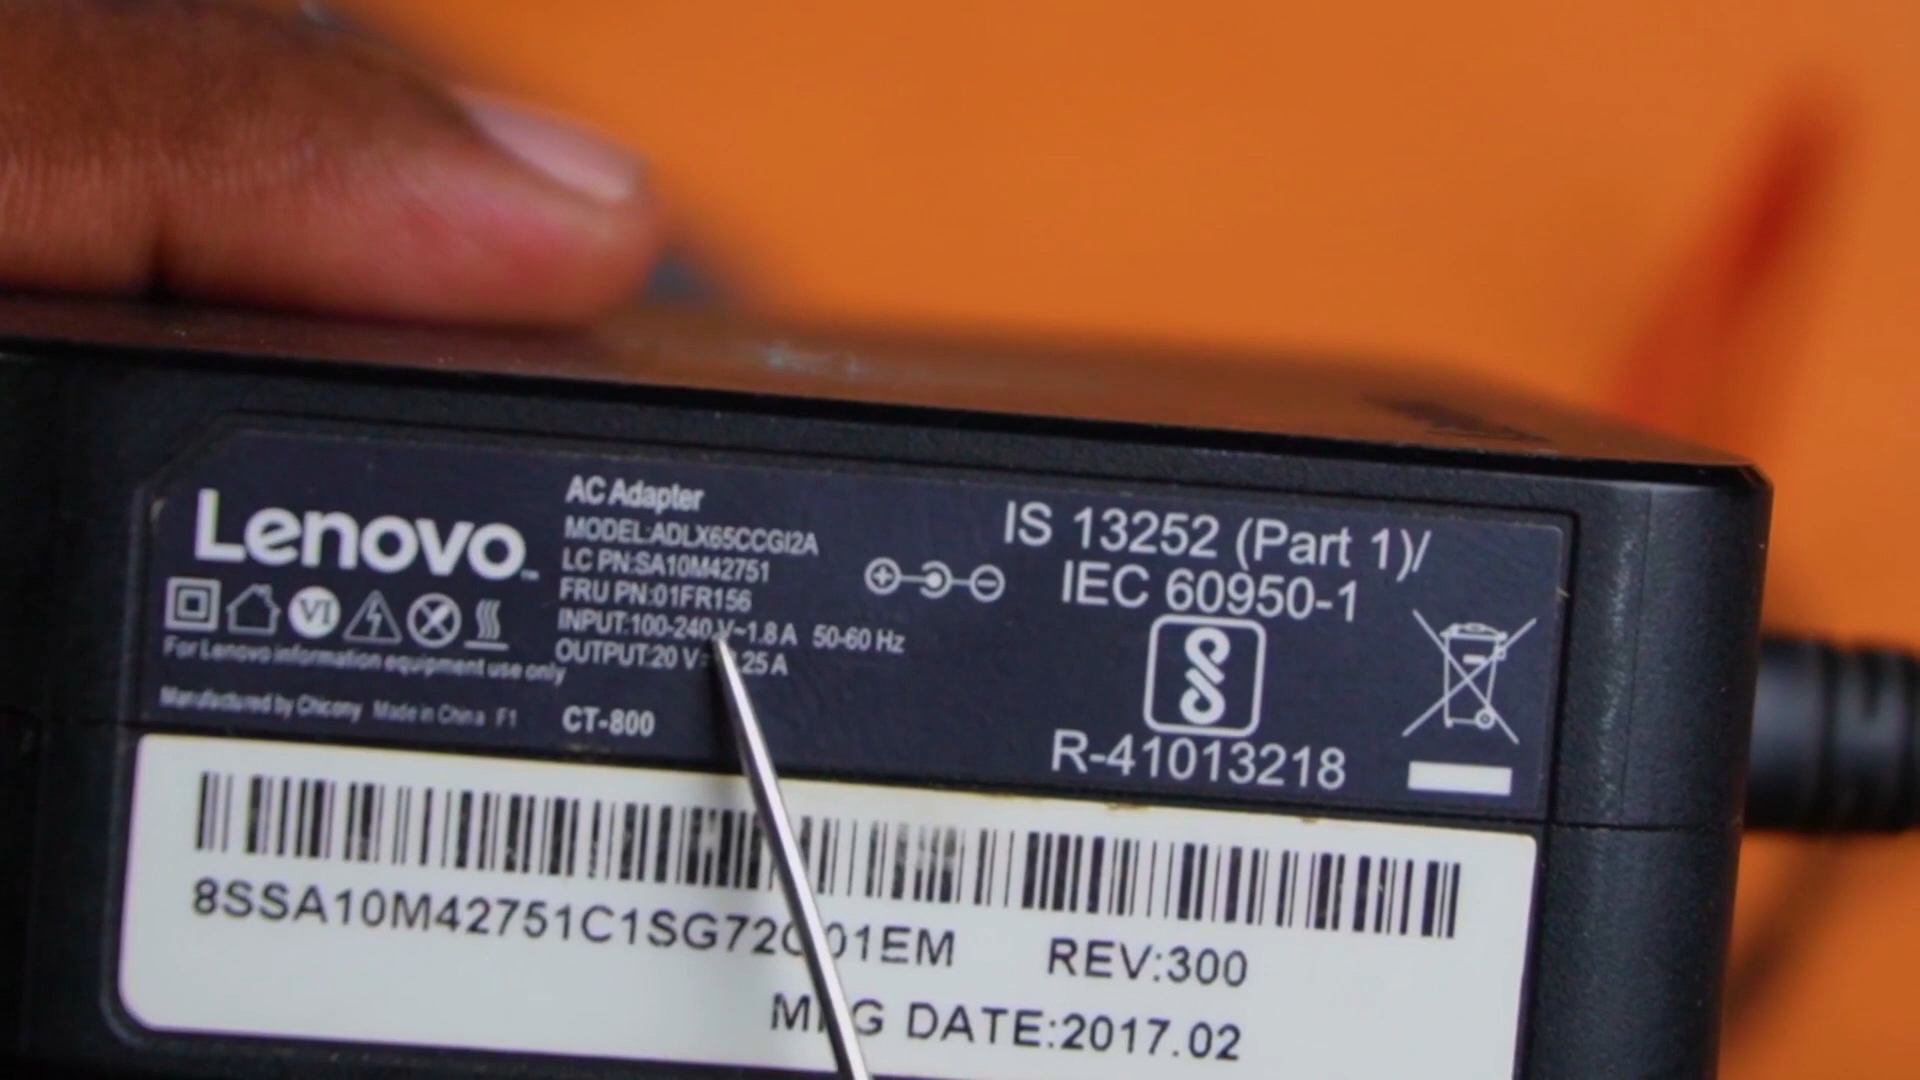 Lenovo
AC Adapter
MODEL:ADLX65CCGI2A
LC PN:SA10M42751
FRU PN:01FR156
INPUT:100-240 V~1.8 A 50-60 Hz
OUTPUT:20 V .25 A
VI
For Lenovo information equipment use only
Manufactured by Chicony Made in China F1
CT-800
IS 13252 (Part 1)/
IEC 60950-1
R-41013218
8SSA10M42751C1SG72 01EM REV:300
DATE:2017.02